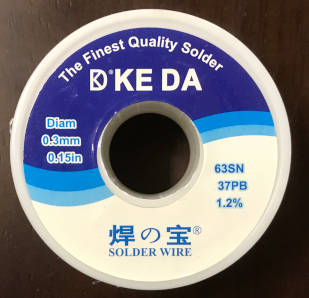 The Finest Quality Solder
D®KE DA
Diam
0.3mm
0.15in
63SN
37PB
1.2%
焊の宝®
SOLDER WIRE